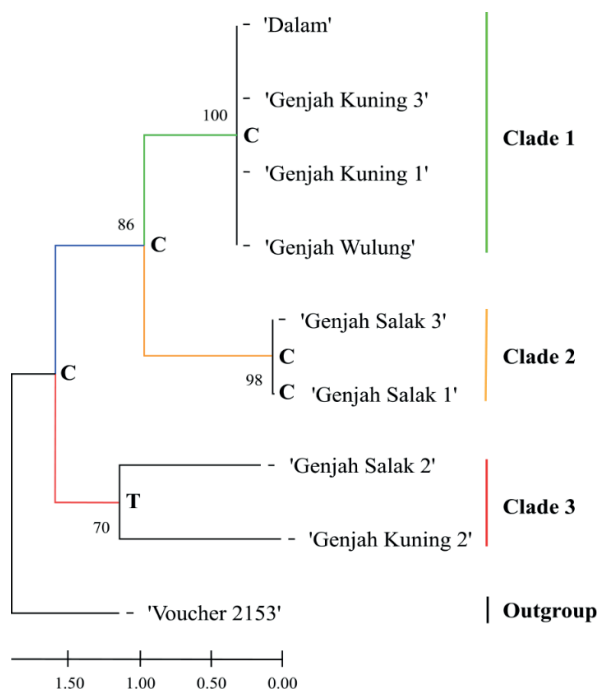 'Dalam'
'Genjah Kuning 3'
100
C
Clade 1
'Genjah Kuning 1'
86
C
'Genjah Wulung'
'Genjah Salak 3'
C
Clade 2
98
C
'Genjah Salak 1'
C
'Genjah Salak 2'
T
Clade 3
70
'Genjah Kuning 2'
'Voucher 2153'
Outgroup
1.50 1.00 0.50 0.00